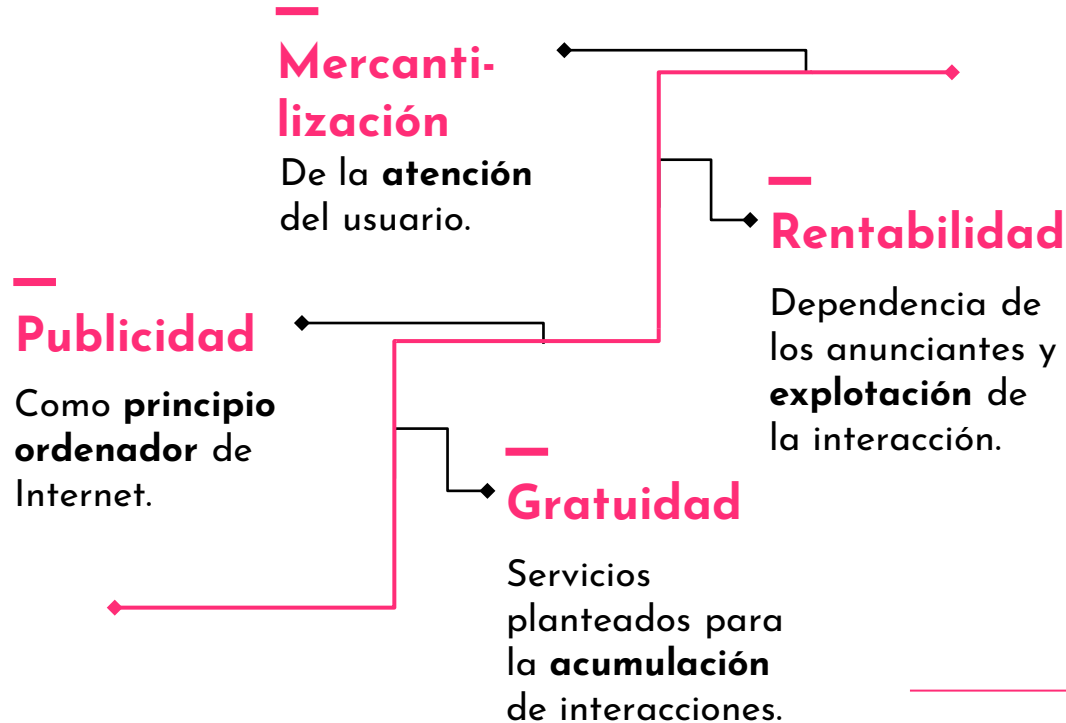 Mercanti-
lización
De la atención
del usuario.
Rentabilidad
Dependencia de
los anunciantes y
explotación de
la interacción.
Publicidad
Como principio
ordenador de
Internet.
Gratuidad
Servicios
planteados para
la acumulación
de interacciones.